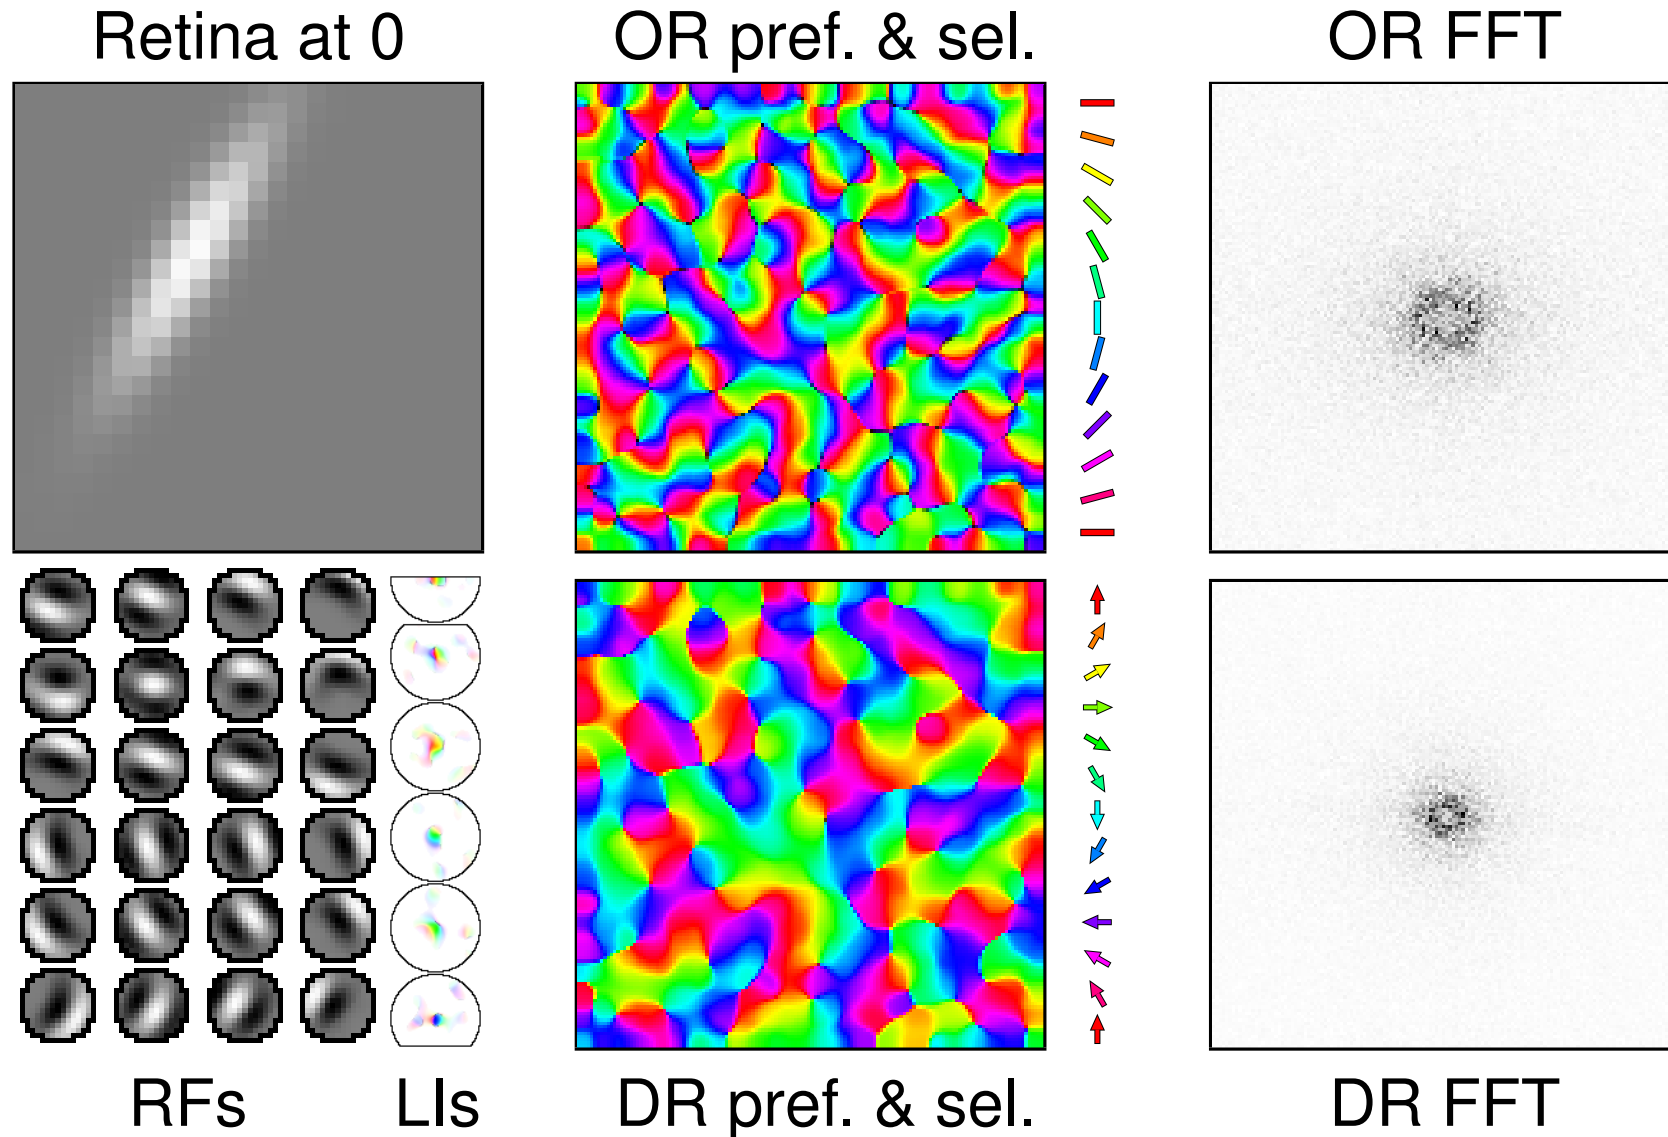 Retina at 0
OR pref. & sel.
OR FFT
RFs
LIs
DR pref. & sel.
DR FFT